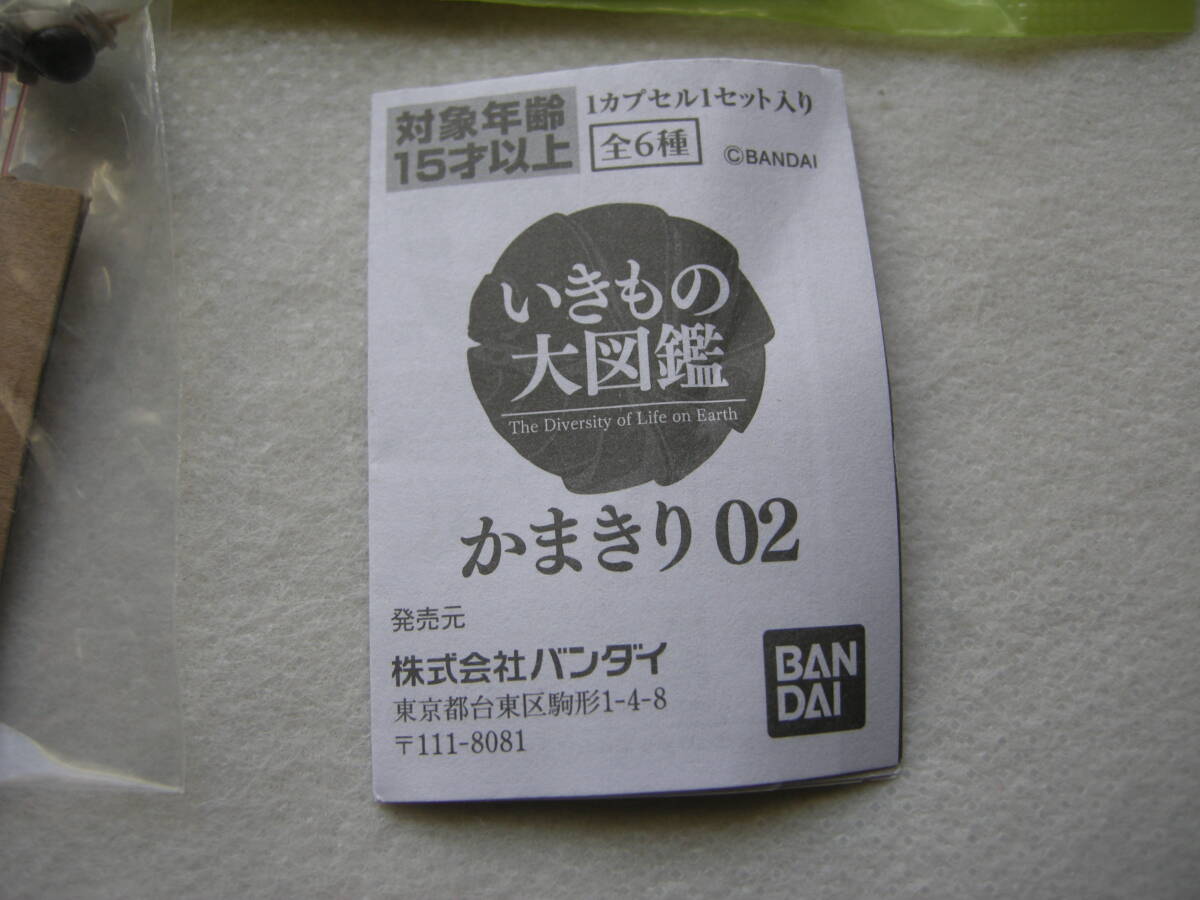 対象年齢
15才以上
1カプセル1セット入り
全6種
©BANDAI
いきもの
大図鑑
The Diversity of Life on Earth
かまきり 02
発売元
株式会社バンダイ
東京都台東区駒形1-4-8
〒111-8081
BAN
DAI